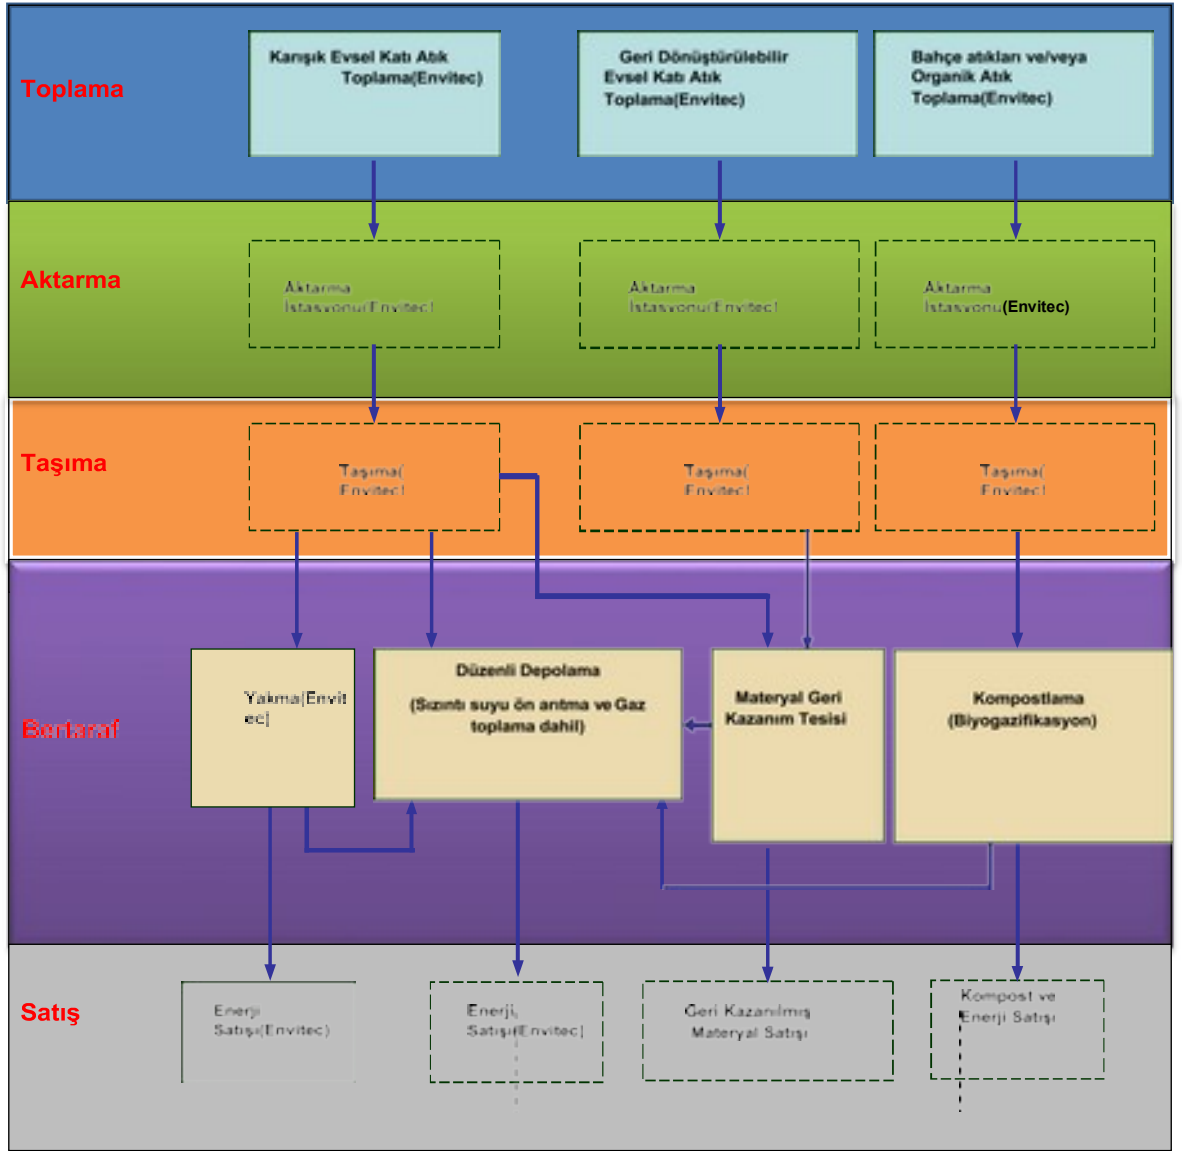 Toplama
Karışık Evsel Katı Atık
Toplama(Envitec)
Geri Dönüştürülebilir
Evsel Katı Atık
Toplama(Envitec)
Bahçe atıkları ve/veya
Organik Atık
Toplama(Envitec)
Aktarma
Aktarma
İstasyonu(Envitec)
Aktarma
İstasyonu(Envitec)
Aktarma
İstasyonu(Envitec)
Taşıma
Taşıma(
Envitec)
Taşıma(
Envitec)
Taşıma(
Envitec)
Bertaraf
Yakma(Envit
ec)
Düzenli Depolama
(Sızıntı suyu ön arıtma ve Gaz
toplama dahil)
Materyal Geri
Kazanım Tesisi
Kompostlama
(Biyogazifikasyon)
Satış
Enerji
Satışı(Envitec)
Enerji,
Satışı(Envitec)
Geri Kazanılmış
Materyal Satışı
Kompost ve
Enerji Satışı